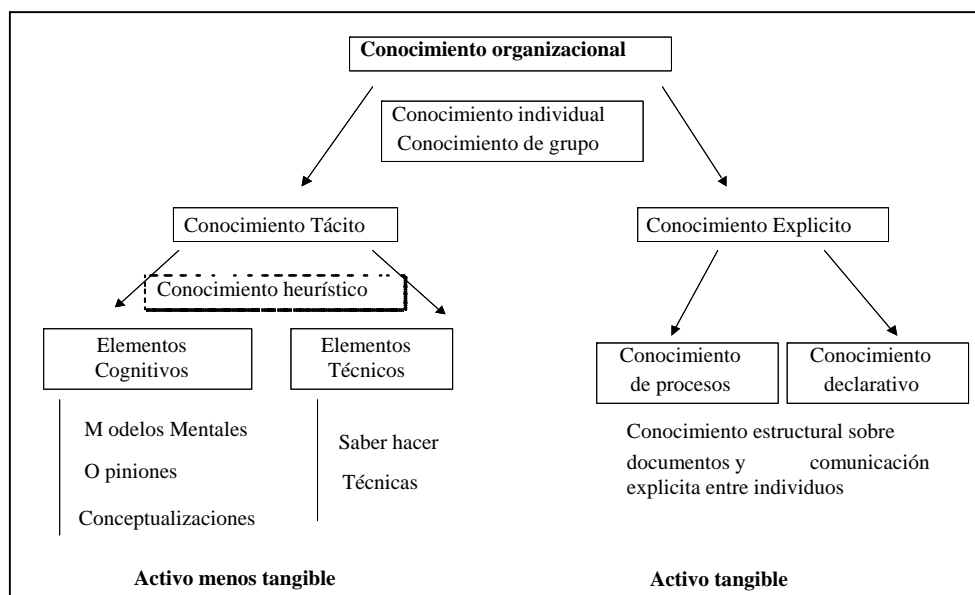 Conocimiento organizacional
Conocimiento individual
Conocimiento de grupo
Conocimiento Tácito
Conocimiento Explicito
Conocimiento heurístico
Elementos
Cognitivos
Elementos
Técnicos
Conocimiento
de procesos
Conocimiento
declarativo
M odelos Mentales
O piniones
Conceptualizaciones
Saber hacer
Técnicas
Conocimiento estructural sobre
documentos y comunicación
explicita entre individuos
Activo menos tangible
Activo tangible